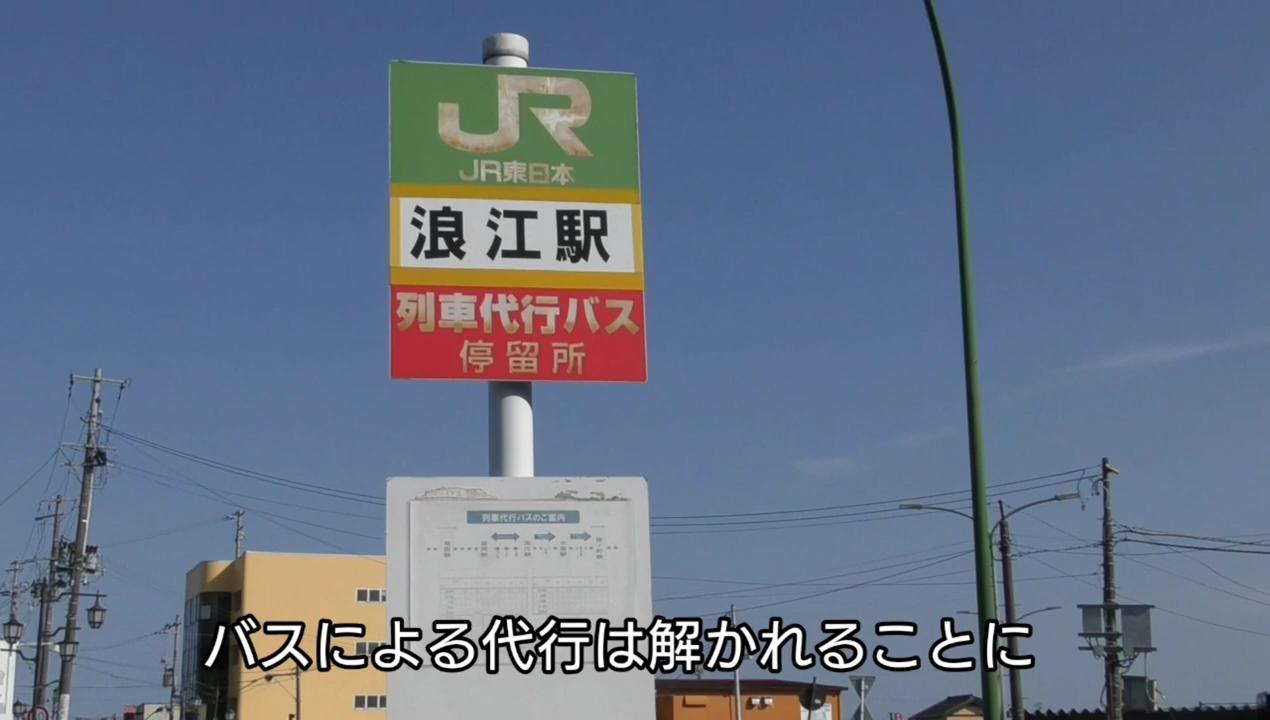 JR
JR東日本
浪江駅
列車代行バス
停留所
列車代行バスのご案内
バスによる代行は解かれることに